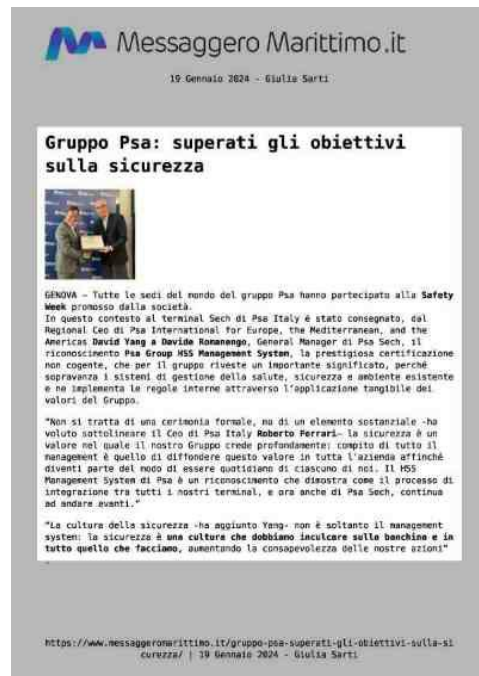 Messaggero Marittimo.it
19 Gennaio 2024 - Giulia Sarti
Gruppo Psa: superati gli obiettivi
sulla sicurezza
GENOVA – Tutte le sedi del mondo del gruppo Psa hanno partecipato alla Safety
Week promosso dalla società.
In questo contesto al terminal Sech di Psa Italy è stato consegnato, dal
Regional Ceo di Psa International for Europe, the Mediterranean, and the
Americas David Yang a Davide Romanengo, General Manager di Psa Sech, il
riconoscimento Psa Group HSS Management System, la prestigiosa certificazione
non cogente, che per il gruppo riveste un importante significato, perché
sopravanza i sistemi di gestione della salute, sicurezza e ambiente esistente
e ne implementa le regole interne attraverso l'applicazione tangibile dei
valori del Gruppo.
"Non si tratta di una cerimonia formale, ma di un elemento sostanziale -ha
voluto sottolineare il Ceo di Psa Italy Roberto Ferrari– la sicurezza è un
valore nel quale il nostro Gruppo crede profondamente: compito di tutto il
management è quello di diffondere questo valore in tutta l'azienda affinché
diventi parte del modo di essere quotidiano di ciascuno di noi. Il HSS
Management System di Psa è un riconoscimento che dimostra come il processo di
integrazione tra tutti i nostri terminal, e ora anche di Psa Sech, continua
ad andare avanti."
"La cultura della sicurezza -ha aggiunto Yang- non è soltanto il management
system: la sicurezza è una cultura che dobbiamo inculcare sulle banchine e in
tutto quello che facciamo, aumentando la consapevolezza delle nostre azioni"
.
https://www.messaggeromarittimo.it/gruppo-psa-superati-gli-obiettivi-sulla-si
curezza/ | 19 Gennaio 2024 - Giulia Sarti